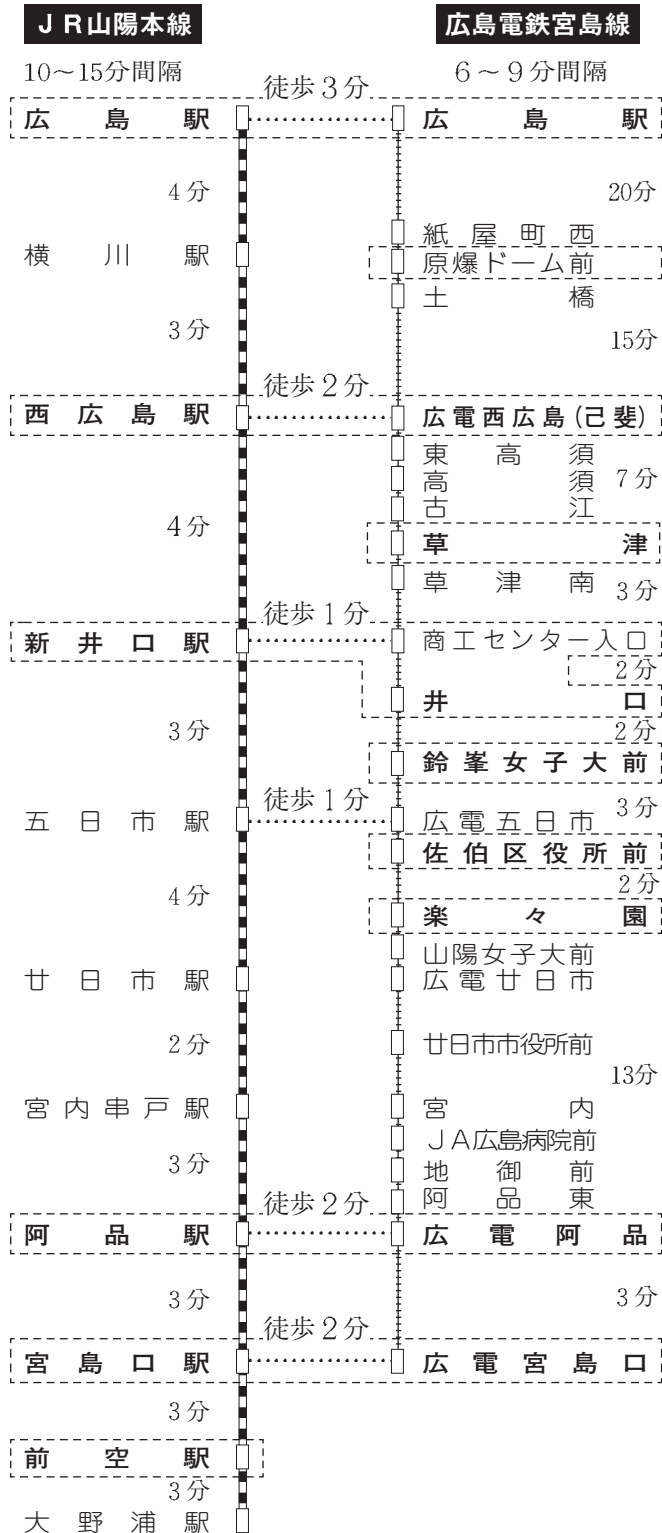 JR山陽本線 広島電鉄宮島線
10～15分間隔 6～9分間隔
徒歩3分
広島駅 広島駅
4分 20分
紙屋町西
横川駅 原爆ドーム前
土橋
3分 15分
徒歩2分
西広島駅 広電西広島(己斐)
東高須
高須 7分
古江
4分 草津
草津南 3分
徒歩1分
新井口駅 商工センター入口
2分
井口
3分 2分
鈴峯女子大前
徒歩1分
五日市駅 広電五日市 3分
佐伯区役所前
4分 2分
楽々園
山陽女子大前
廿日市駅 広電廿日市
2分 廿日市市役所前
13分
宮内串戸駅 宮内
JA広島病院前
3分 地御前
阿品東
徒歩2分
阿品駅 広電阿品
3分 3分
徒歩2分
宮島口駅 広電宮島口
3分
前空駅
3分
大野浦駅